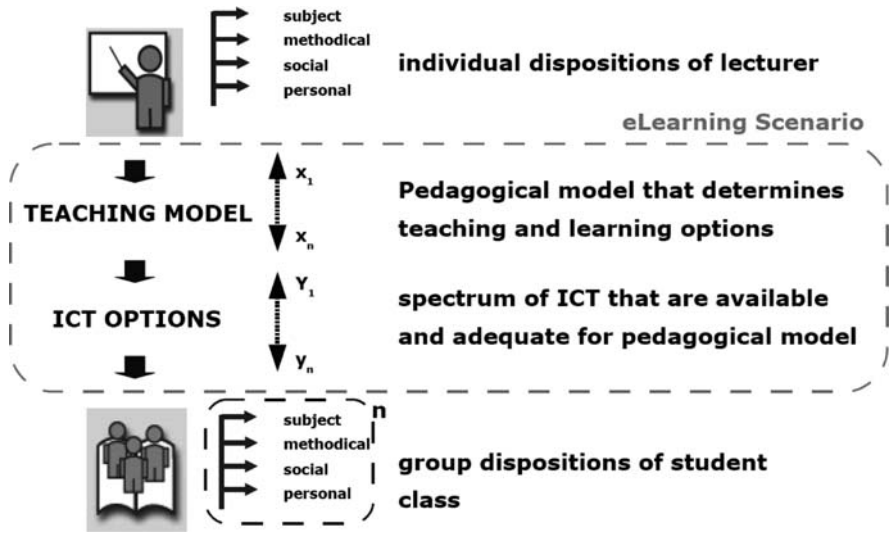 subject
methodical
social
personal
individual dispositions of lecturer
eLearning Scenario
TEACHING MODEL
x1
xn
Pedagogical model that determines
teaching and learning options
ICT OPTIONS
Y1
yn
spectrum of ICT that are available
and adequate for pedagogical model
n
subject
methodical
social
personal
group dispositions of student
class